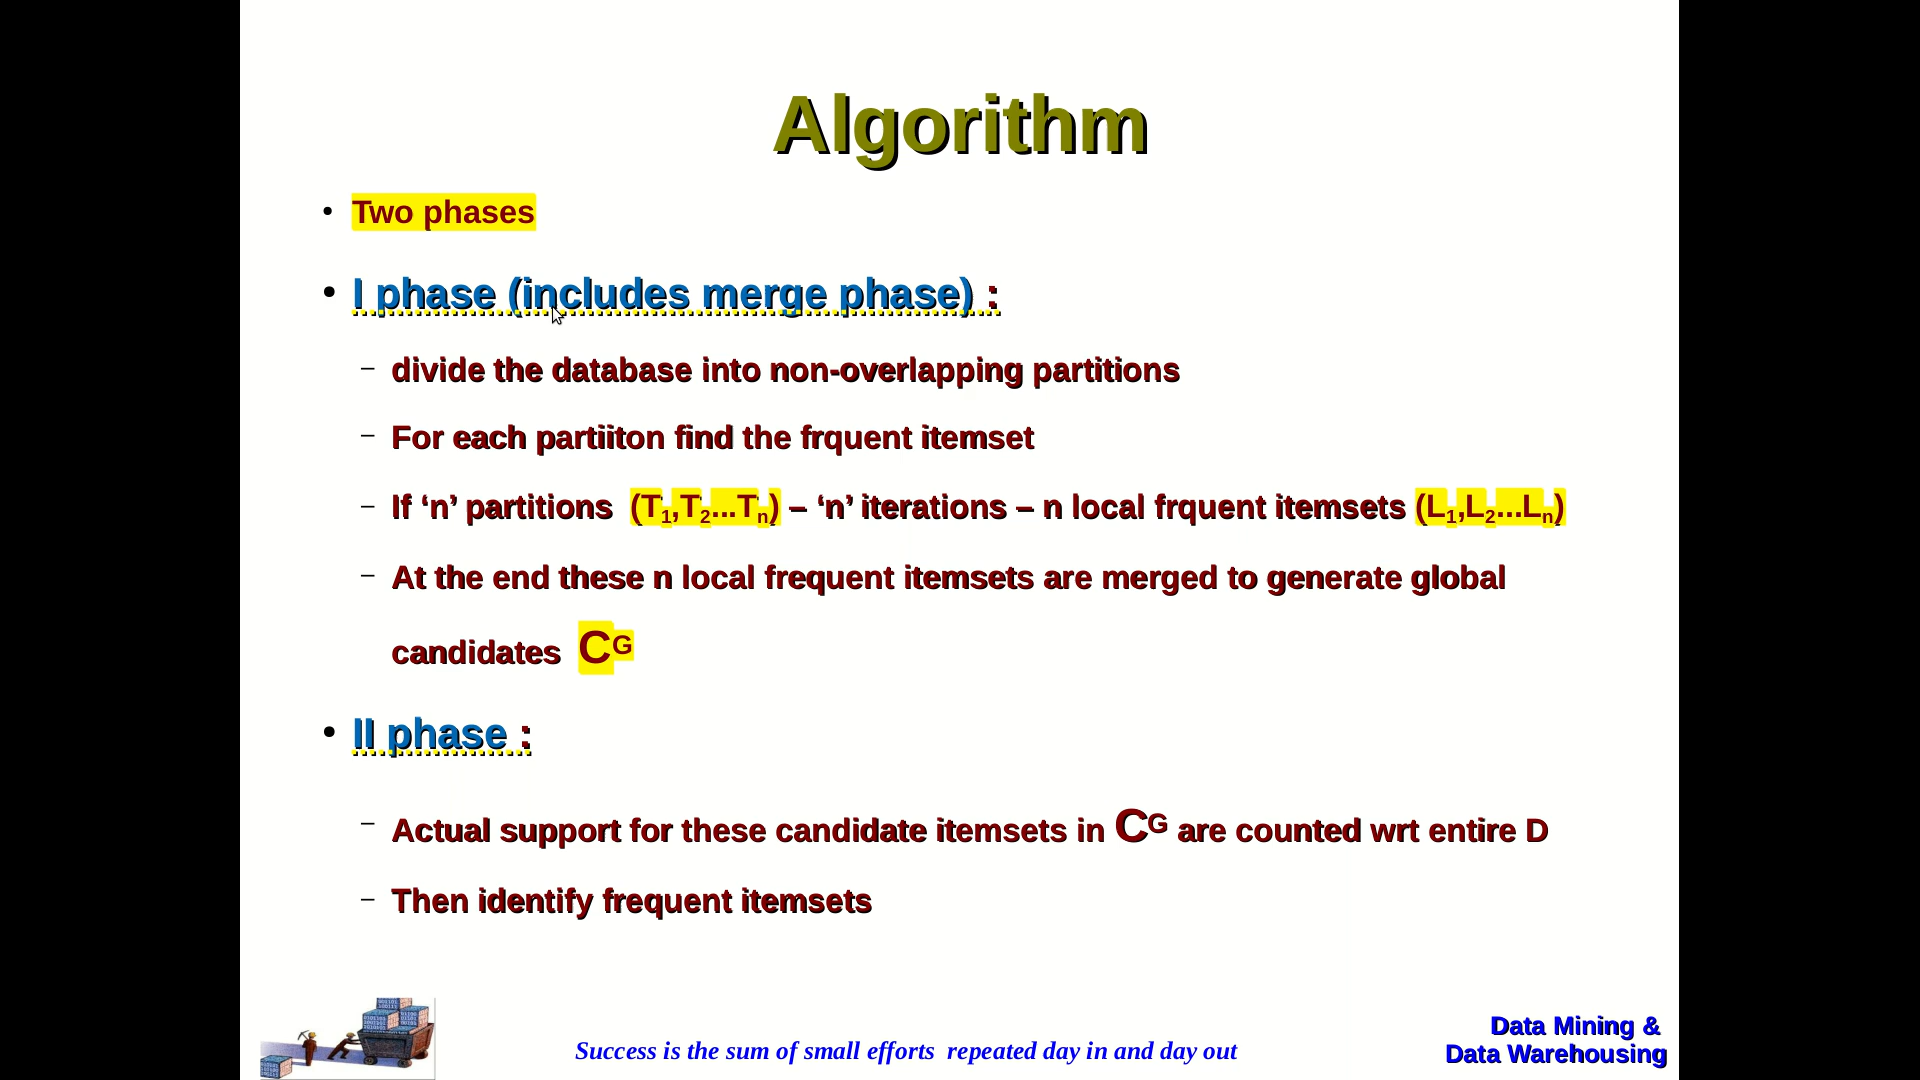 Algorithm
• Two phases
• I phase (includes merge phase) :
– divide the database into non-overlapping partitions
– For each partiiton find the frquent itemset
– If ‘n’ partitions (T₁,T₂...Tₙ) – ‘n’ iterations – n local frquent itemsets (L₁,L₂...Lₙ)
– At the end these n local frequent itemsets are merged to generate global
candidates Cᴳ
• II phase :
– Actual support for these candidate itemsets in Cᴳ are counted wrt entire D
– Then identify frequent itemsets
Success is the sum of small efforts repeated day in and day out
Data Mining &
Data Warehousing